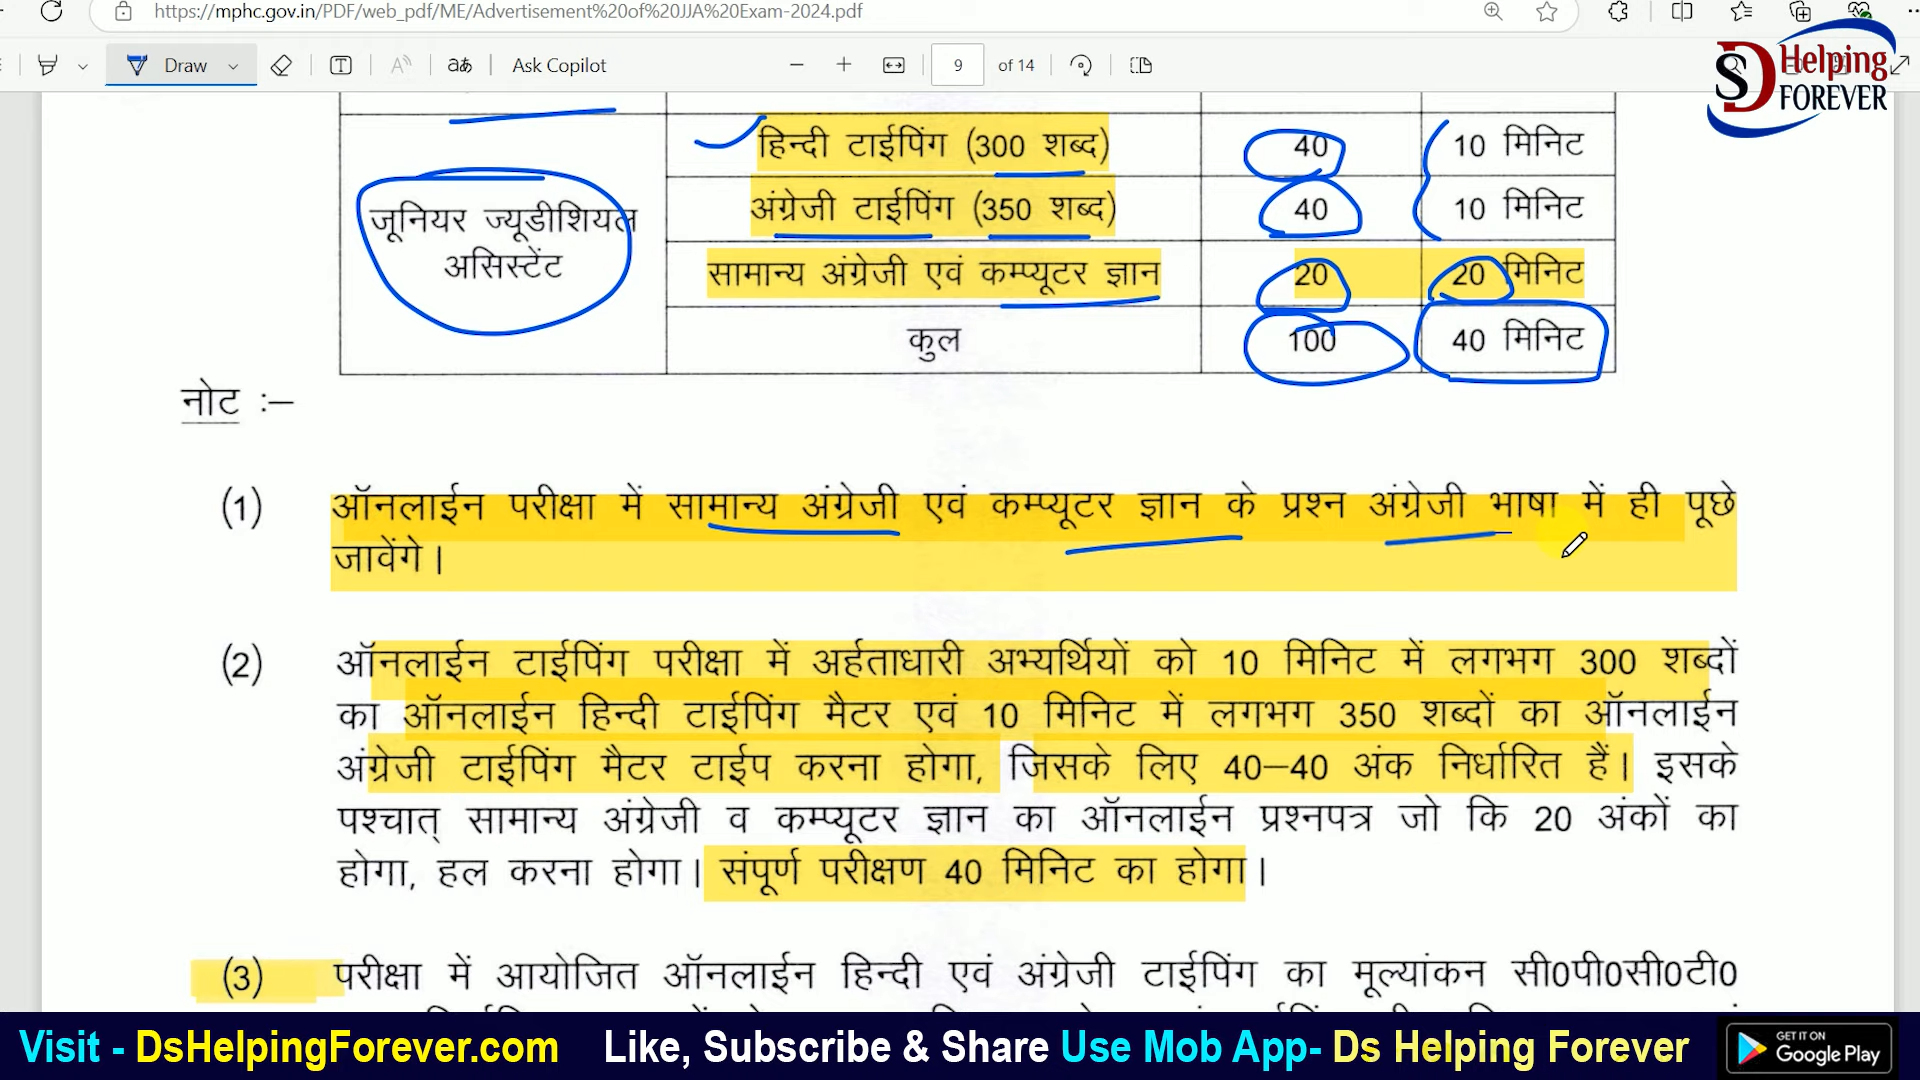 https://mphc.gov.in/PDF/web_pdf/ME/Advertisement%20of%20JJA%20Exam-2024.pdf
Draw
Ask Copilot
9 of 14
SD Helping FOREVER
हिन्दी टाईपिंग (300 शब्द) 40 10 मिनिट
अंग्रेजी टाईपिंग (350 शब्द) 40 10 मिनिट
जूनियर ज्यूडीशियल
असिस्टेंट
सामान्य अंग्रेजी एवं कम्प्यूटर ज्ञान 20 20 मिनिट
कुल 100 40 मिनिट
नोट :–
(1) ऑनलाईन परीक्षा में सामान्य अंग्रेजी एवं कम्प्यूटर ज्ञान के प्रश्न अंग्रेजी भाषा में ही पूछे
जावेंगे।
(2) ऑनलाईन टाईपिंग परीक्षा में अर्हताधारी अभ्यर्थियों को 10 मिनिट में लगभग 300 शब्दों
का ऑनलाईन हिन्दी टाईपिंग मैटर एवं 10 मिनिट में लगभग 350 शब्दों का ऑनलाईन
अंग्रेजी टाईपिंग मैटर टाईप करना होगा, जिसके लिए 40–40 अंक निर्धारित हैं। इसके
पश्चात् सामान्य अंग्रेजी व कम्प्यूटर ज्ञान का ऑनलाईन प्रश्नपत्र जो कि 20 अंकों का
होगा, हल करना होगा। संपूर्ण परीक्षण 40 मिनिट का होगा।
(3) परीक्षा में आयोजित ऑनलाईन हिन्दी एवं अंग्रेजी टाईपिंग का मूल्यांकन सी0पी0सी0टी0
Visit - DsHelpingForever.com Like, Subscribe & Share Use Mob App- Ds Helping Forever
GET IT ON
Google Play